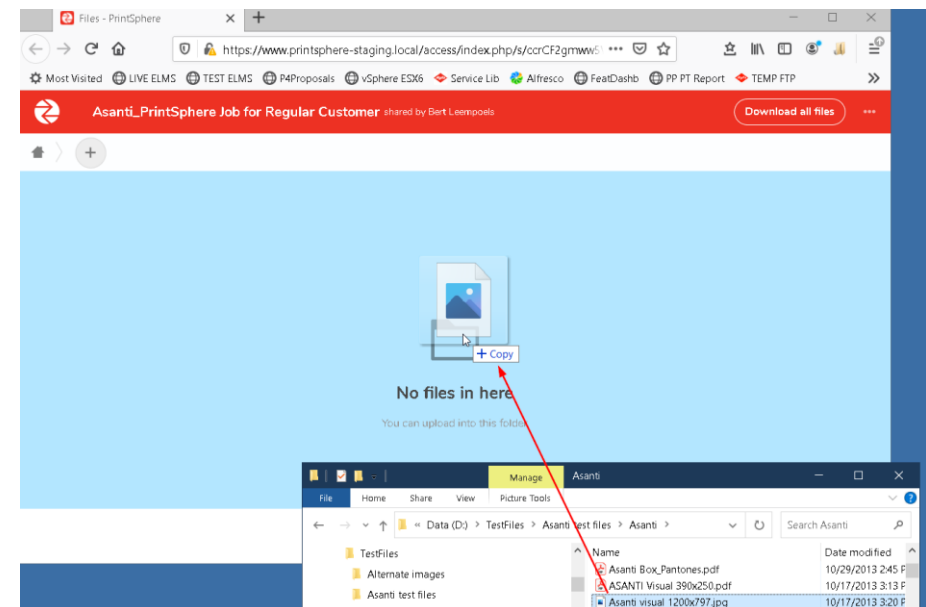 Files - PrintSphere
https://www.printsphere-staging.local/access/index.php/s/ccrCF2gmww5
Most Visited LIVE ELMS TEST ELMS P4Proposals vSphere ESX6 Service Lib Alfresco FeatDashb PP PT Report TEMP FTP
Asanti_PrintSphere Job for Regular Customer shared by Bert Leempoels Download all files
+ Copy
No files in here
You can upload into this folder
Manage Asanti
File Home Share View Picture Tools
« Data (D:) > TestFiles > Asanti test files > Asanti > Search Asanti
TestFiles Name Date modified
Alternate images Asanti Box_Pantones.pdf 10/29/2013 2:45 P
ASANTI Visual 390x250.pdf 10/17/2013 3:13 P
Asanti test files Asanti visual 1200x797.jpg 10/17/2013 3:20 P